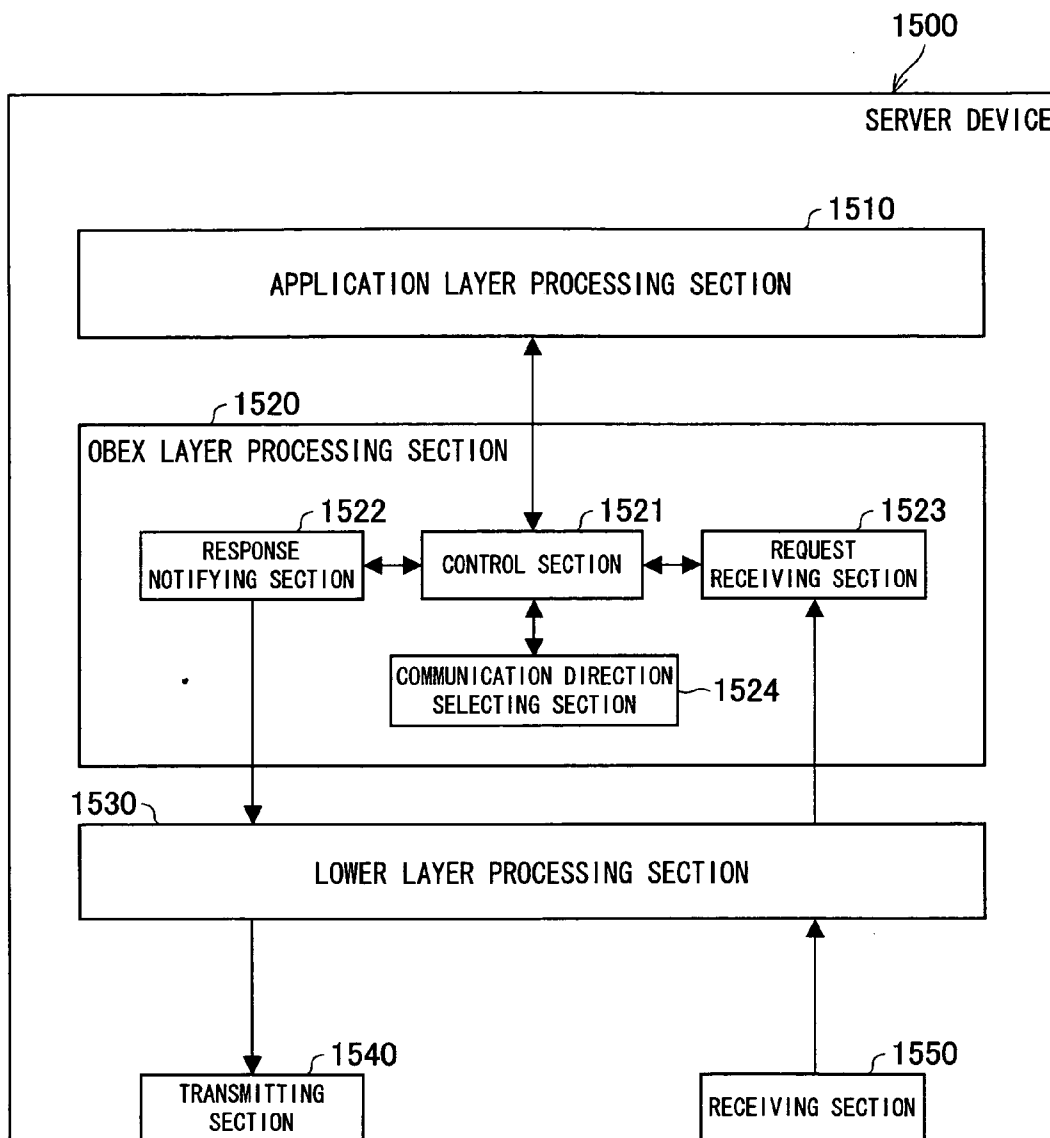 1500
SERVER DEVICE
1510
APPLICATION LAYER PROCESSING SECTION
1520
OBEX LAYER PROCESSING SECTION
1522
1521
1523
RESPONSE
NOTIFYING SECTION
CONTROL SECTION
REQUEST
RECEIVING SECTION
COMMUNICATION DIRECTION
SELECTING SECTION
1524
1530
LOWER LAYER PROCESSING SECTION
1540
1550
TRANSMITTING
SECTION
RECEIVING SECTION